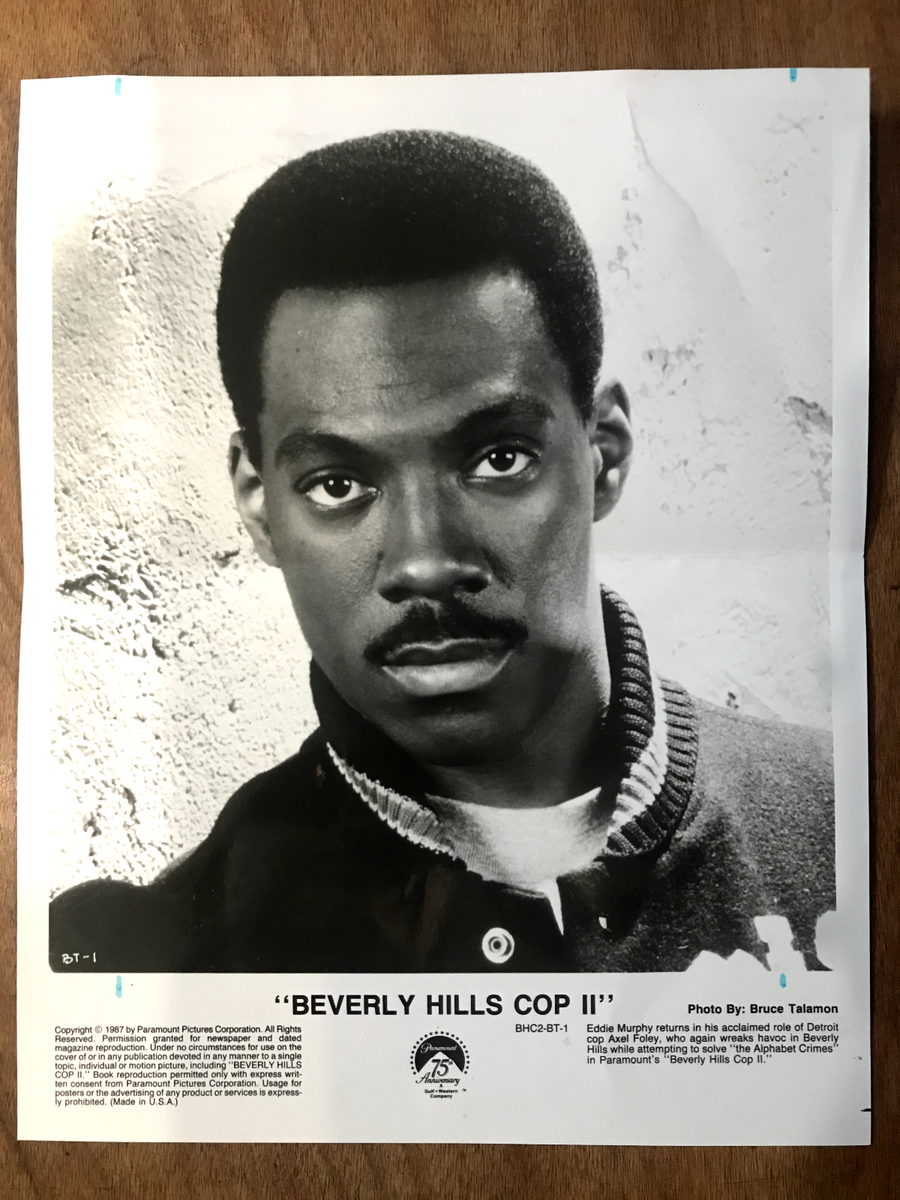 BT-1
"BEVERLY HILLS COP II"
Photo By: Bruce Talamon
Copyright © 1987 by Paramount Pictures Corporation. All Rights
Reserved. Permission granted for newspaper and dated
magazine reproduction. Under no circumstances for use on the
cover of or in any publication devoted in any manner to a single
topic, individual or motion picture, including "BEVERLY HILLS
COP II." Book reproduction permitted only with express writ-
ten consent from Paramount Pictures Corporation. Usage for
posters or the advertising of any product or services is express-
ly prohibited. (Made in U.S.A.)
Paramount
75th
Anniversary
A
Gulf+Western
Company
TM
BHC2-BT-1
Eddie Murphy returns in his acclaimed role of Detroit
cop Axel Foley, who again wreaks havoc in Beverly
Hills while attempting to solve "the Alphabet Crimes"
in Paramount's "Beverly Hills Cop II."